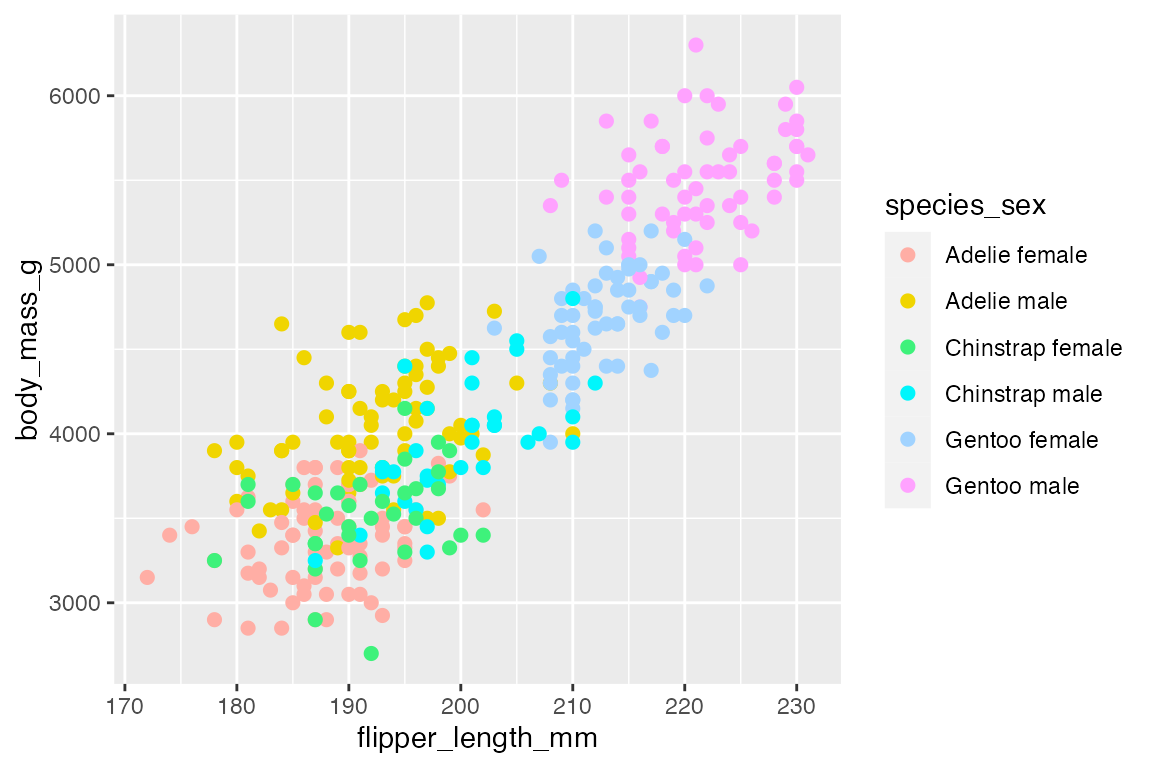 body_mass_g
6000
5000
4000
3000
170 180 190 200 210 220 230
flipper_length_mm
species_sex
Adelie female
Adelie male
Chinstrap female
Chinstrap male
Gentoo female
Gentoo male